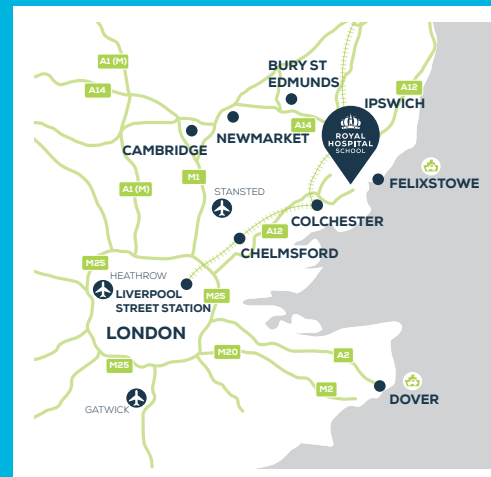 A1 (M)
A14
BURY ST
EDMUNDS
A12
IPSWICH
A14
NEWMARKET
CAMBRIDGE
ROYAL
HOSPITAL
SCHOOL
M1
A1 (M)
STANSTED
FELIXSTOWE
COLCHESTER
A12
CHELMSFORD
M25
HEATHROW
LIVERPOOL
STREET STATION
M25
LONDON
M20
A2
M25
M2
DOVER
GATWICK